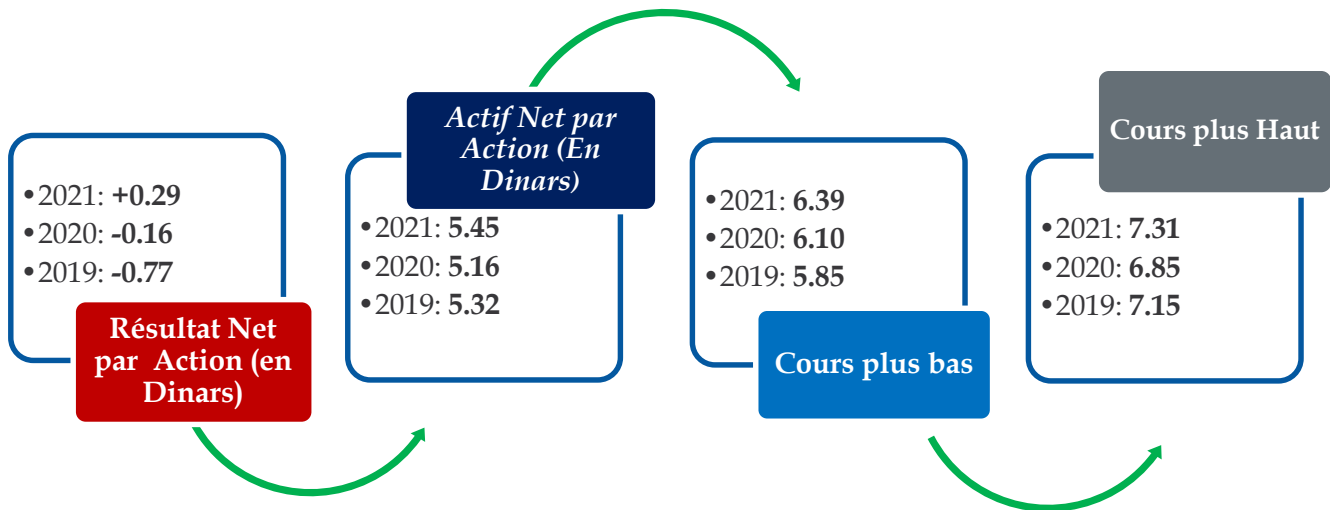 •2021: +0.29
•2020: -0.16
•2019: -0.77
Résultat Net
par Action (en
Dinars)
Actif Net par
Action (En
Dinars)
•2021: 5.45
•2020: 5.16
•2019: 5.32
•2021: 6.39
•2020: 6.10
•2019: 5.85
Cours plus bas
Cours plus Haut
•2021: 7.31
•2020: 6.85
•2019: 7.15